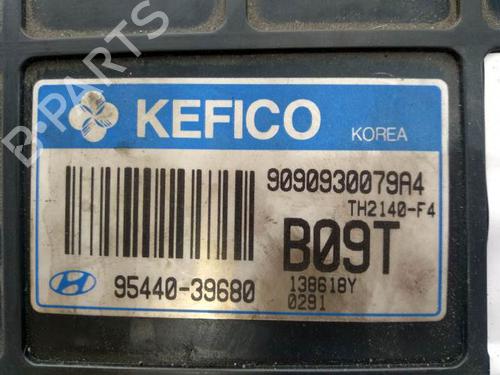 B-PARTS
KEFICO
KOREA
9090930079A4
TH2140-F4
B09T
95440-39680
138618Y
0291